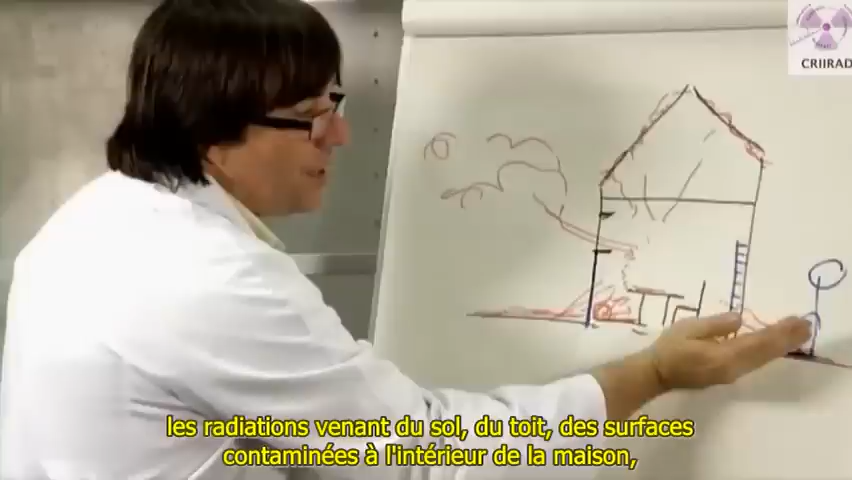 CRIIRAD
les radiations venant du sol, du toit, des surfaces
contaminées à l'intérieur de la maison,